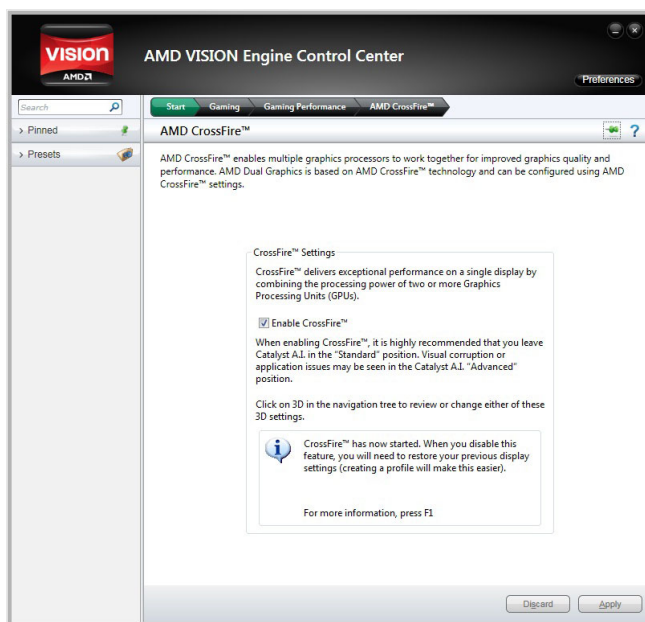 VISION
AMD
AMD VISION Engine Control Center
Preferences
Search
Start Gaming Gaming Performance AMD CrossFire™
> Pinned
AMD CrossFire™
?
> Presets
AMD CrossFire™ enables multiple graphics processors to work together for improved graphics quality and
performance. AMD Dual Graphics is based on AMD CrossFire™ technology and can be configured using AMD
CrossFire™ settings.
CrossFire™ Settings
CrossFire™ delivers exceptional performance on a single display by
combining the processing power of two or more Graphics
Processing Units (GPUs).
Enable CrossFire™
When enabling CrossFire™, it is highly recommended that you leave
Catalyst A.I. in the "Standard" position. Visual corruption or
application issues may be seen in the Catalyst A.I. "Advanced"
position.
Click on 3D in the navigation tree to review or change either of these
3D settings.
CrossFire™ has now started. When you disable this
feature, you will need to restore your previous display
settings (creating a profile will make this easier).
For more information, press F1
Discard Apply